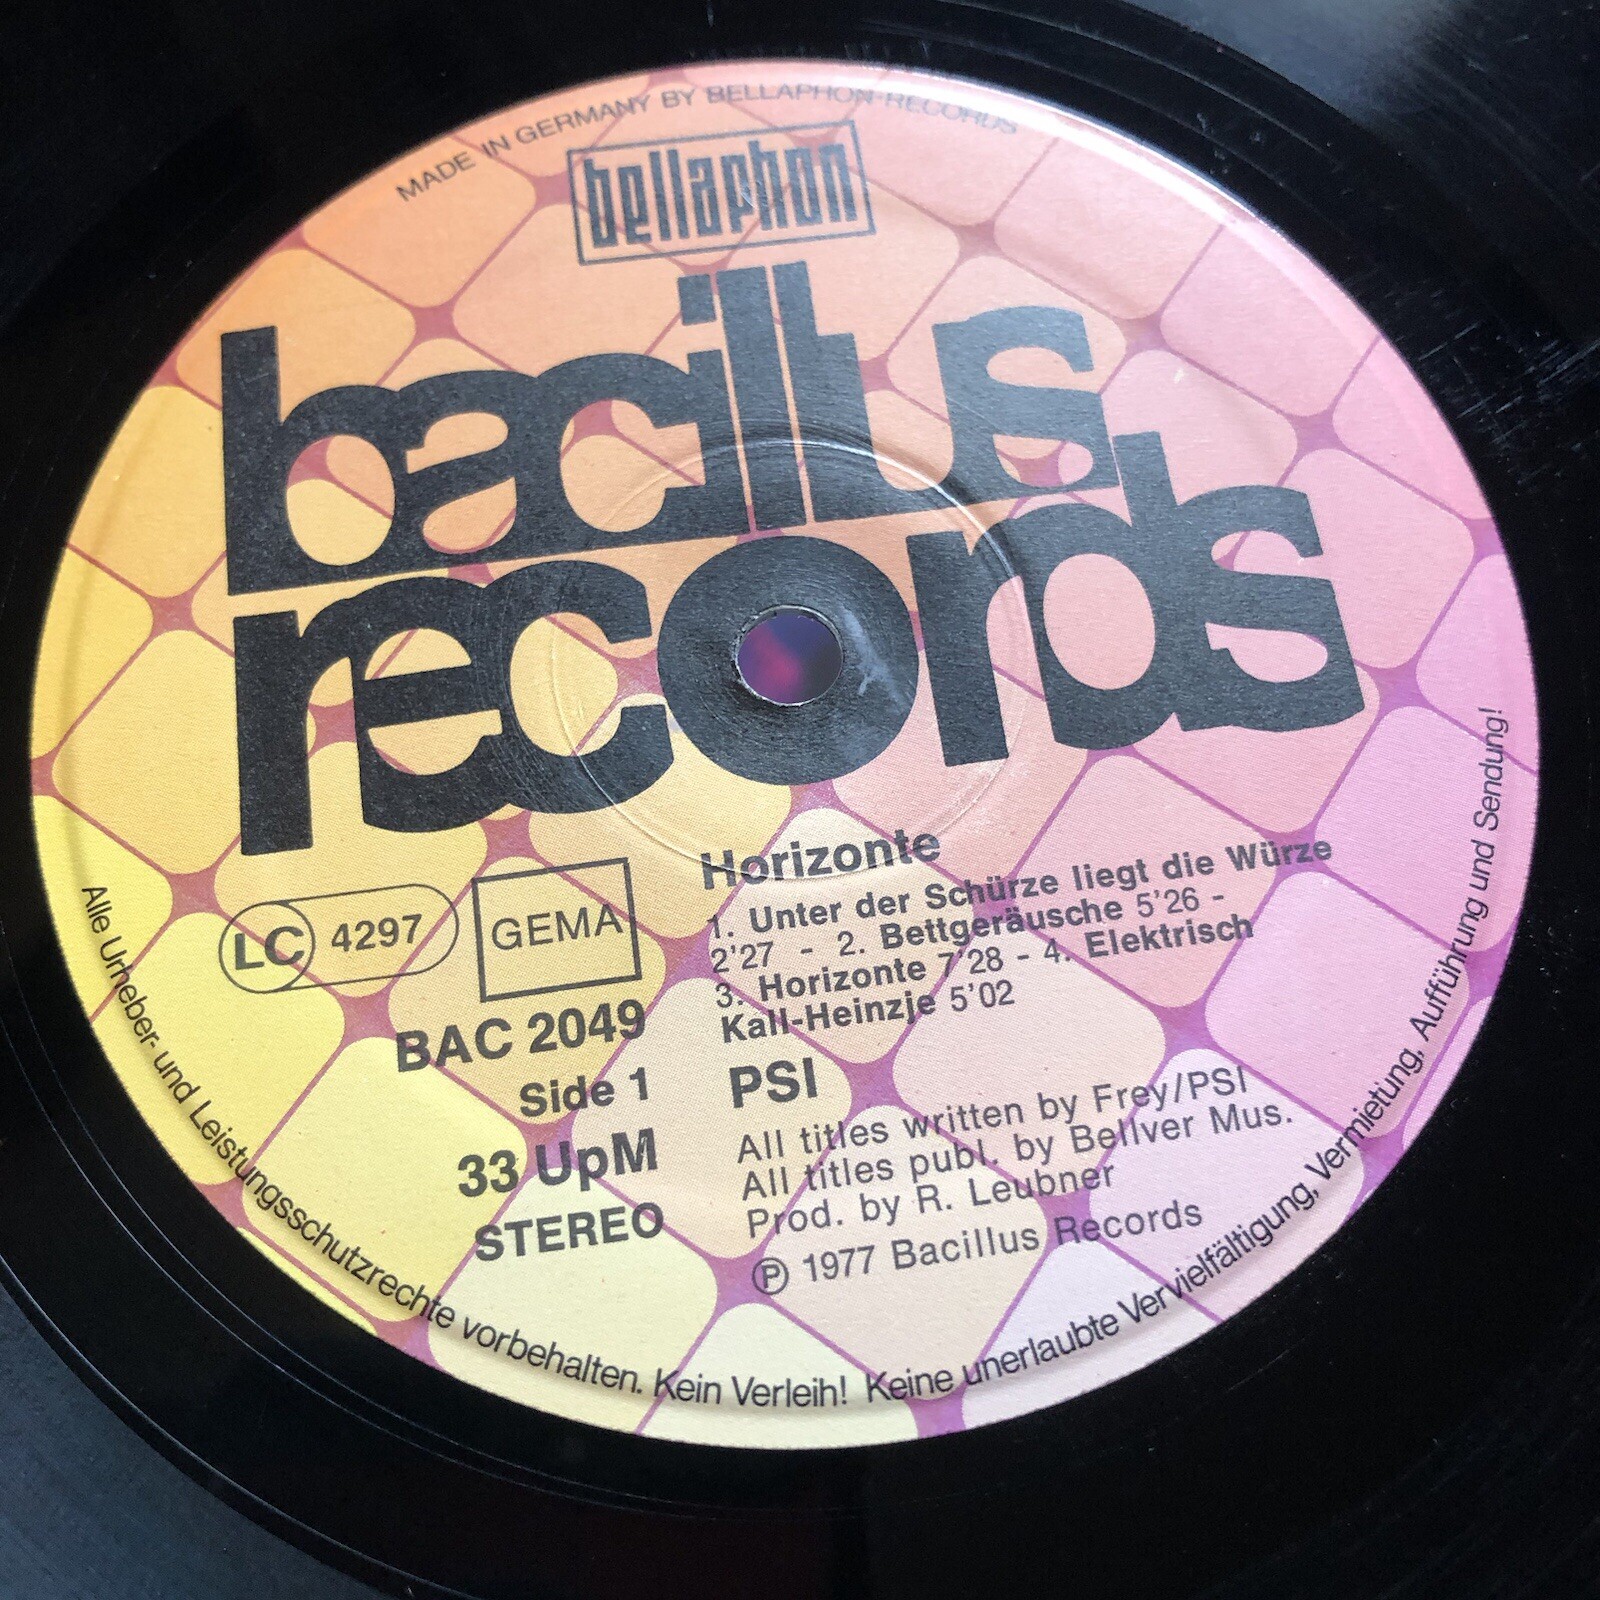 MADE IN GERMANY BY BELLAPHON-RECORDS
bellaphon
bacillus
records
LC 4297
GEMA
BAC 2049
Side 1
33 UpM
STEREO
Horizonte
1. Unter der Schürze liegt die Würze
2'27 - 2. Bettgeräusche 5'26 -
3. Horizonte 7'28 - 4. Elektrisch
Kall-Heinzje 5'02
PSI
All titles written by Frey/PSI
All titles publ. by Bellver Mus.
Prod. by R. Leubner
℗ 1977 Bacillus Records
Alle Urheber- und Leistungsschutzrechte vorbehalten. Kein Verleih! Keine unerlaubte Vervielfältigung, Vermietung, Aufführung und Sendung!